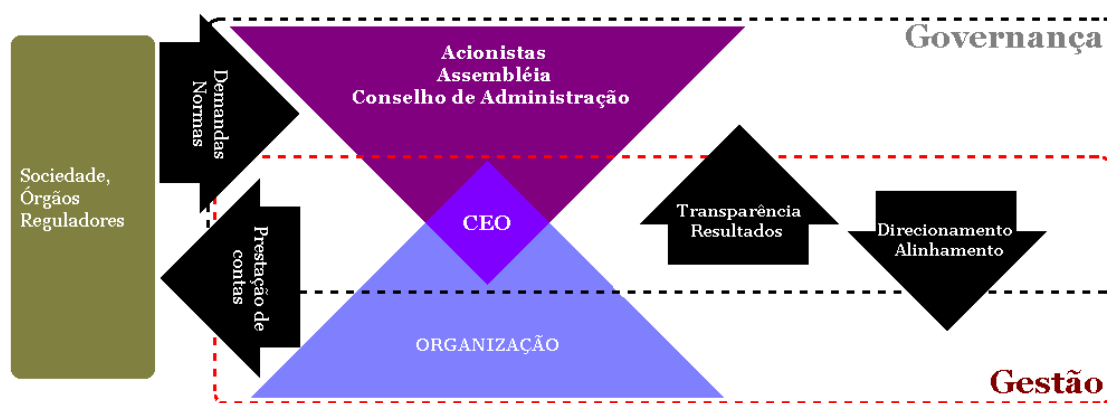 Governança
Acionistas
Assembléia
Conselho de Administração
Demandas
Normas
Sociedade,
Órgãos
Reguladores
CEO
Transparência
Resultados
Direcionamento
Alinhamento
Prestação de
contas
ORGANIZAÇÃO
Gestão